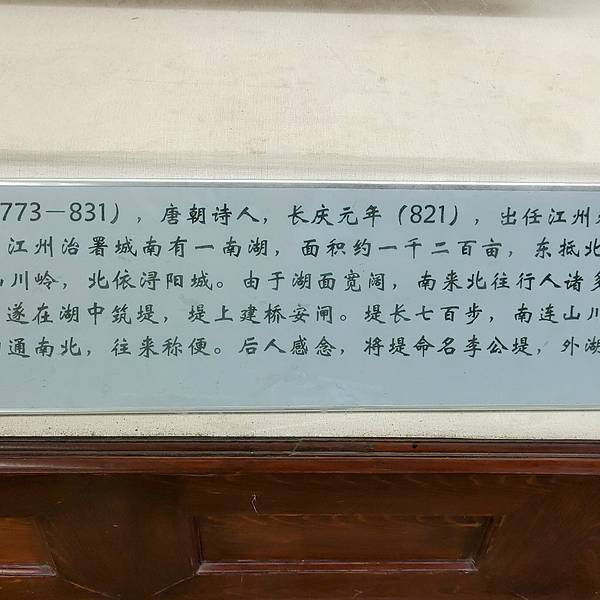 773—831），唐朝诗人，长庆元年（821），出任江州
江州治署城南有一南湖，面积约一千二百亩，东抵北
川岭，北依浔阳城。由于湖面宽阔，南来北往行人诸多
遂在湖中筑堤，堤上建桥安闸。堤长七百步，南连山川
通南北，往来称便。后人感念，将堤命名李公堤，外湖